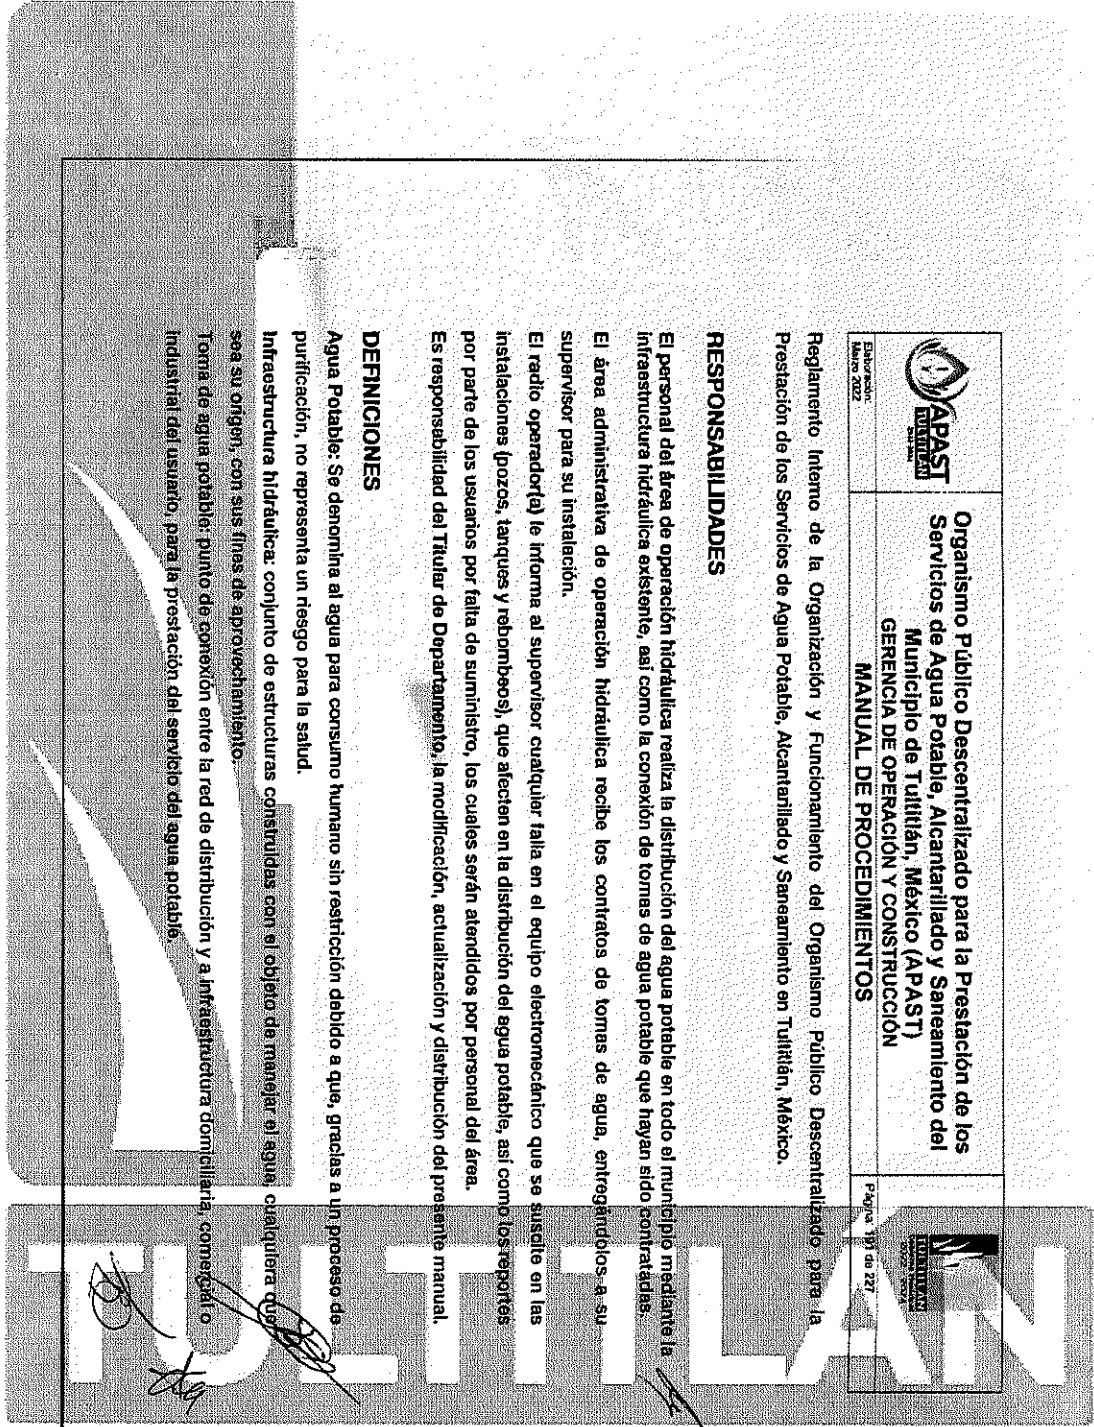 APAST
TULTITLÁN
Organismo Público Descentralizado para la Prestación de los
Servicios de Agua Potable, Alcantarillado y Saneamiento del
Municipio de Tultitlán, México (APAST)
GERENCIA DE OPERACIÓN Y CONSTRUCCIÓN
MANUAL DE PROCEDIMIENTOS
TULTITLÁN
Elaboración:
Marzo 2022
Página 191 de 227
Reglamento Interno de la Organización y Funcionamiento del Organismo Público Descentralizado para la
Prestación de los Servicios de Agua Potable, Alcantarillado y Saneamiento en Tultitlán, México.
RESPONSABILIDADES
El personal del área de operación hidráulica realiza la distribución del agua potable en todo el municipio mediante la
infraestructura hidráulica existente, así como la conexión de tomas de agua potable que hayan sido contratadas.
El área administrativa de operación hidráulica recibe los contratos de tomas de agua, entregándolos a su
supervisor para su instalación.
El radio operador(a) le informa al supervisor cualquier falla en el equipo electromecánico que se suscite en las
instalaciones (pozos, tanques y rebombeos), que afecten en la distribución del agua potable, así como los reportes
por parte de los usuarios por falta de suministro, los cuales serán atendidos por personal del área.
Es responsabilidad del Titular de Departamento, la modificación, actualización y distribución del presente manual.
DEFINICIONES
Agua Potable: Se denomina al agua para consumo humano sin restricción debido a que, gracias a un proceso de
purificación, no representa un riesgo para la salud.
Infraestructura hidráulica: conjunto de estructuras construidas con el objeto de manejar el agua, cualquiera que
sea su origen, con sus fines de aprovechamiento.
Toma de agua potable: punto de conexión entre la red de distribución y a infraestructura domiciliaria, comercial o
industrial del usuario, para la prestación del servicio del agua potable.
TULTITLAN